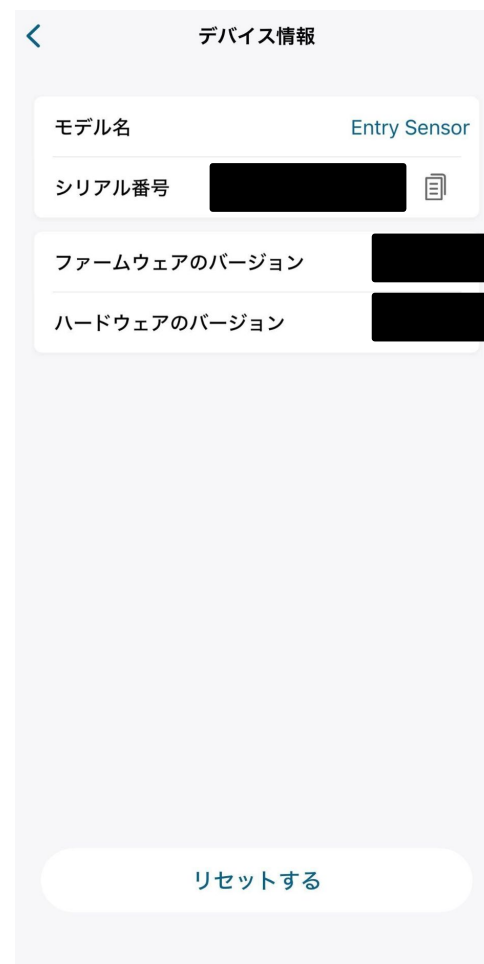 デバイス情報
モデル名 Entry Sensor
シリアル番号
ファームウェアのバージョン
ハードウェアのバージョン
リセットする